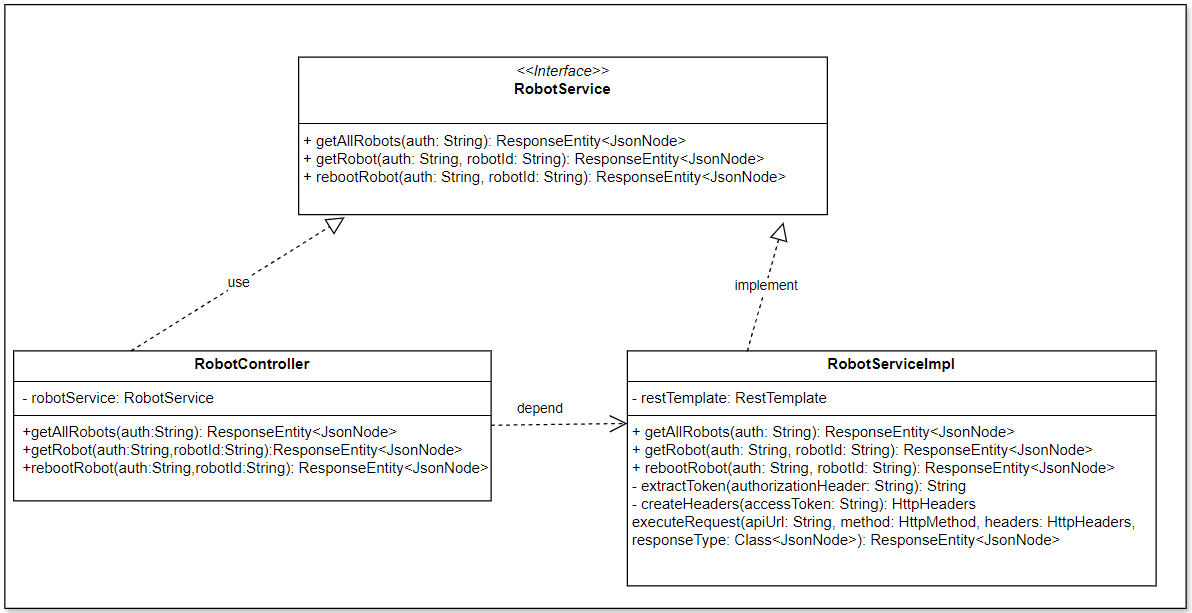 <<Interface>>
RobotService
+ getAllRobots(auth: String): ResponseEntity<JsonNode>
+ getRobot(auth: String, robotId: String): ResponseEntity<JsonNode>
+ rebootRobot(auth: String, robotId: String): ResponseEntity<JsonNode>
use
implement
RobotController
- robotService: RobotService
+getAllRobots(auth:String): ResponseEntity<JsonNode>
+getRobot(auth:String,robotId:String):ResponseEntity<JsonNode>
+rebootRobot(auth:String,robotId:String): ResponseEntity<JsonNode>
depend
RobotServiceImpl
- restTemplate: RestTemplate
+ getAllRobots(auth: String): ResponseEntity<JsonNode>
+ getRobot(auth: String, robotId: String): ResponseEntity<JsonNode>
+ rebootRobot(auth: String, robotId: String): ResponseEntity<JsonNode>
- extractToken(authorizationHeader: String): String
- createHeaders(accessToken: String): HttpHeaders
executeRequest(apiUrl: String, method: HttpMethod, headers: HttpHeaders,
responseType: Class<JsonNode>): ResponseEntity<JsonNode>